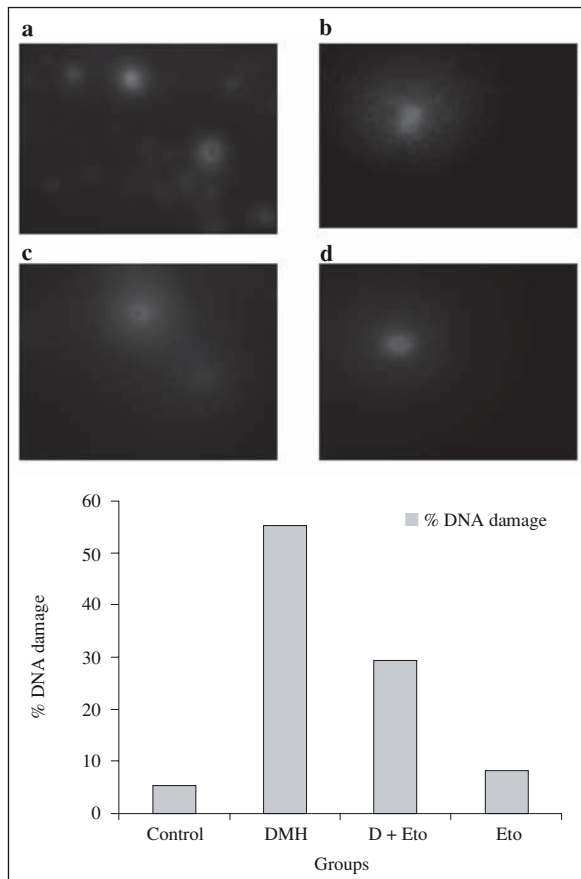 a
b
c
d
60
50
40
30
20
10
0
% DNA damage
% DNA damage
Control
DMH
D + Eto
Eto
Groups